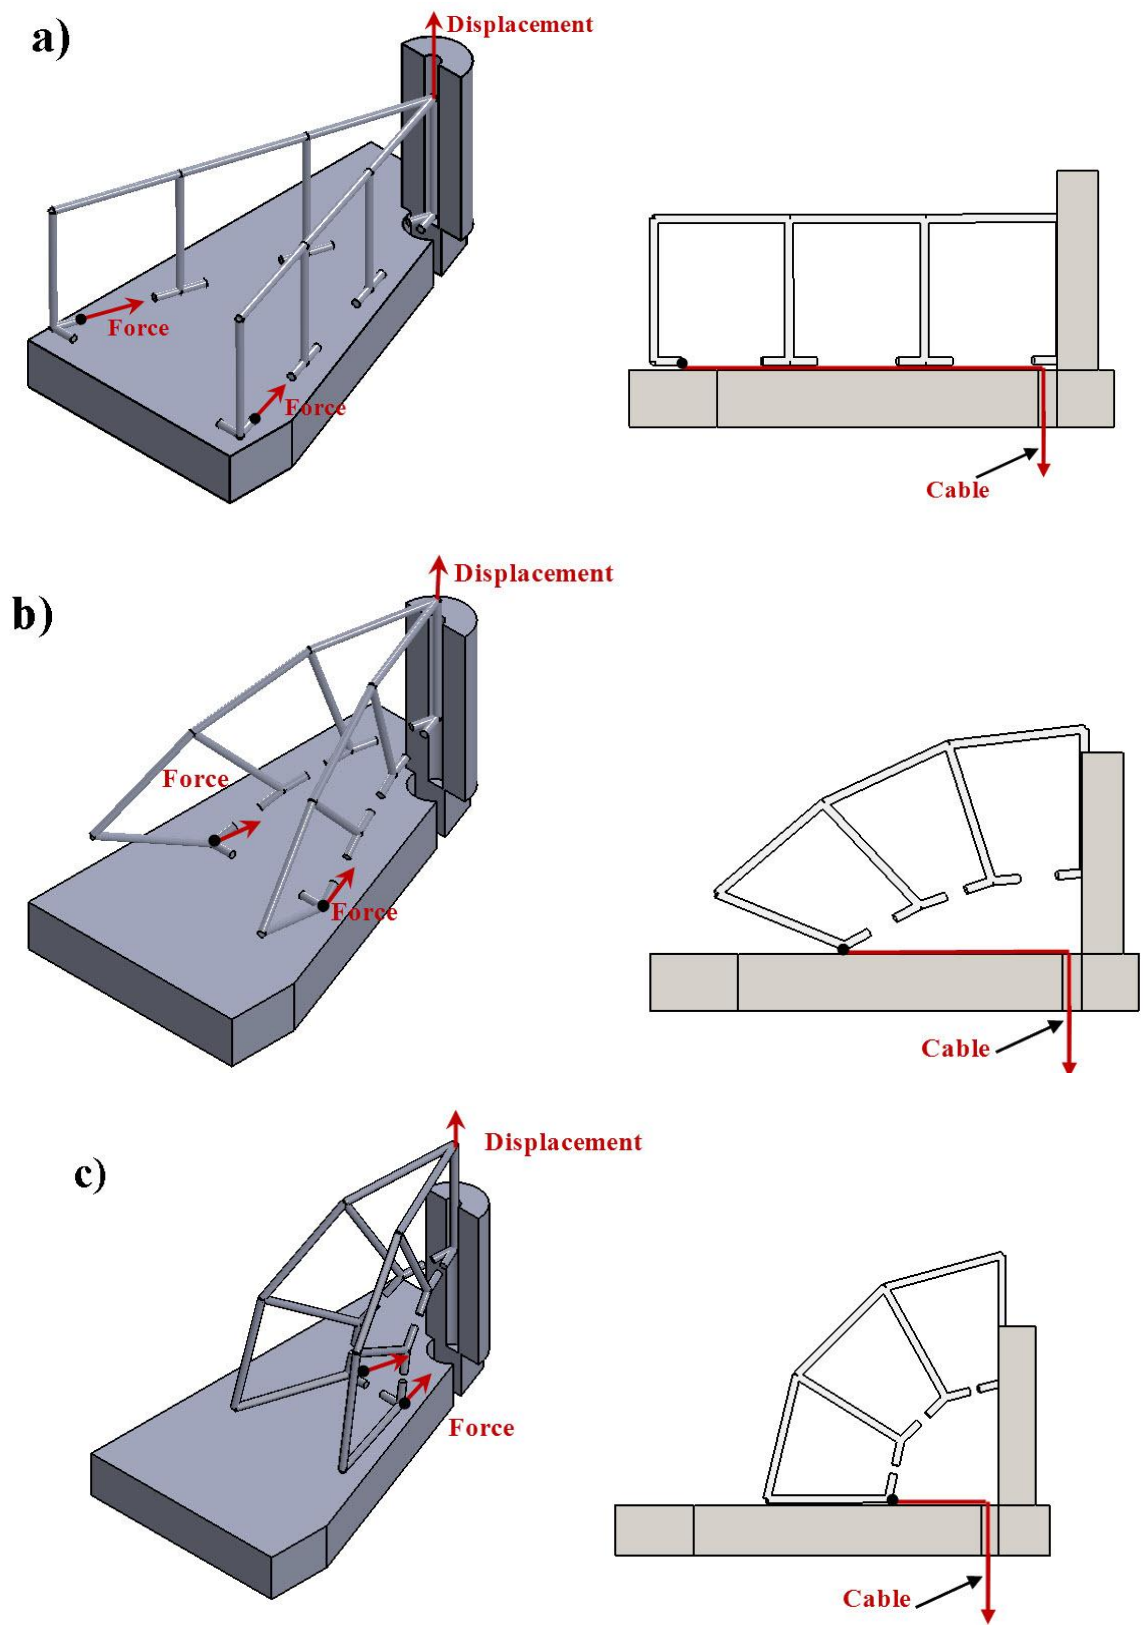 a)
Displacement
Force
Force
Cable
b)
Displacement
Force
Force
Cable
c)
Displacement
Force
Cable